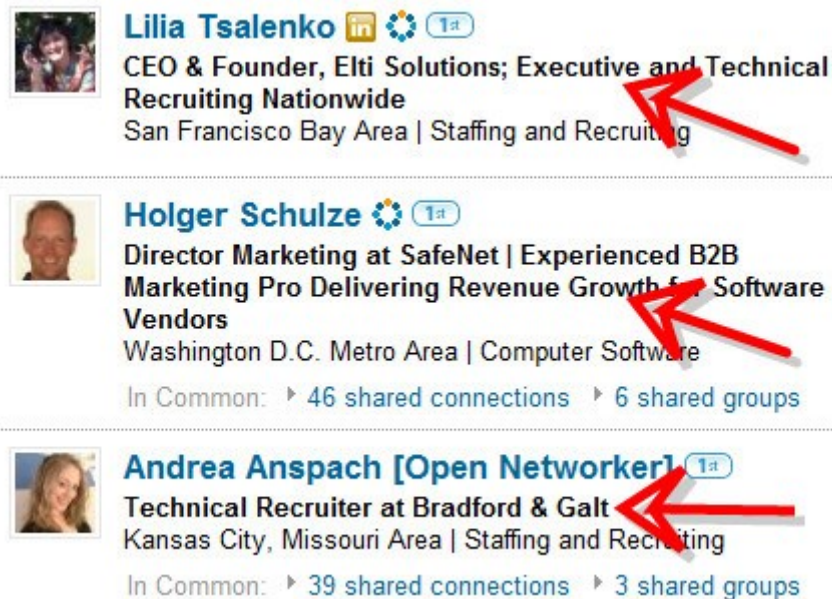 Lilia Tsalenko in 1st
CEO & Founder, Elti Solutions; Executive and Technical
Recruiting Nationwide
San Francisco Bay Area | Staffing and Recruiting
Holger Schulze 1st
Director Marketing at SafeNet | Experienced B2B
Marketing Pro Delivering Revenue Growth for Software
Vendors
Washington D.C. Metro Area | Computer Software
In Common: 46 shared connections 6 shared groups
Andrea Anspach [Open Networker] 1st
Technical Recruiter at Bradford & Galt
Kansas City, Missouri Area | Staffing and Recruiting
In Common: 39 shared connections 3 shared groups